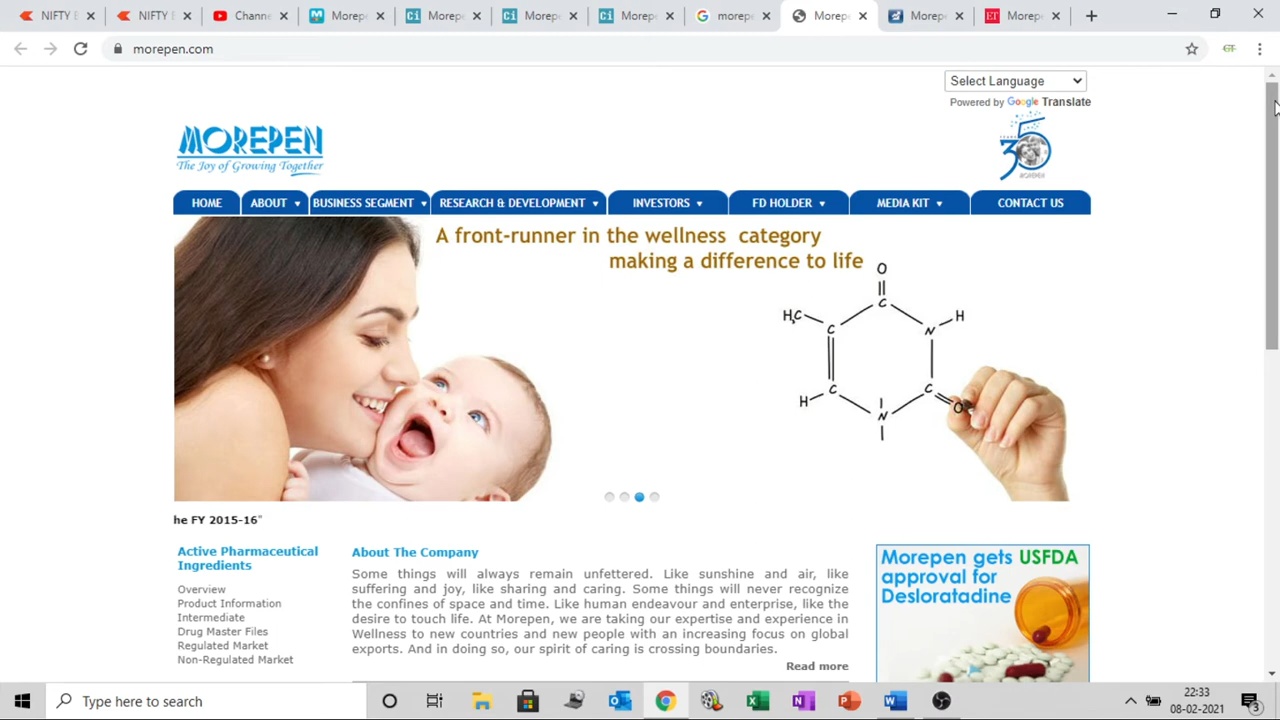 NIFTY E
NIFTY E
Channe
Morepe
Morepe
Morepe
Morepe
morepe
Morepe
Morepe
Morepe
morepen.com
Select Language
Powered by Google Translate
MOREPEN
The Joy of Growing Together
35
YEARS
MOREPEN
HOME
ABOUT
BUSINESS SEGMENT
RESEARCH & DEVELOPMENT
INVESTORS
FD HOLDER
MEDIA KIT
CONTACT US
A front-runner in the wellness category
making a difference to life
O
C
H₃C
C
N
H
H
C
C
O
N
he FY 2015-16"
Active Pharmaceutical
Ingredients
Overview
Product Information
Intermediate
Drug Master Files
Regulated Market
Non-Regulated Market
About The Company
Some things will always remain unfettered. Like sunshine and air, like
suffering and joy, like sharing and caring. Some things will never recognize
the confines of space and time. Like human endeavour and enterprise, like the
desire to touch life. At Morepen, we are taking our expertise and experience in
Wellness to new countries and new people with an increasing focus on global
exports. And in doing so, our spirit of caring is crossing boundaries.
Read more
Morepen gets USFDA
approval for
Desloratadine
Type here to search
22:33
08-02-2021
3